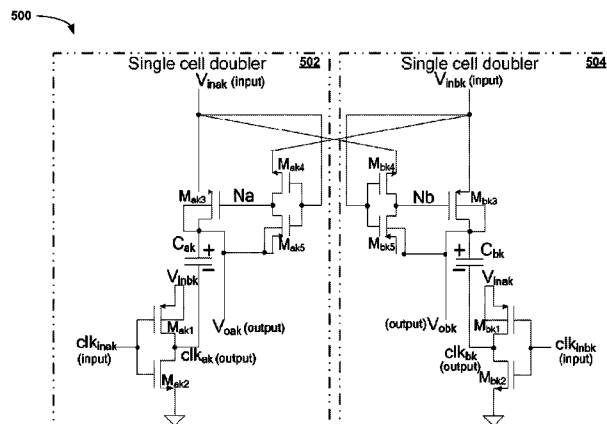 500
Single cell doubler 502
Vinak (input)
Mak4
Mak3
Na
Mak5
Cak
+
−
Vinbk
Mak1
Voak (output)
clkinak
(input)
clkak (output)
Mak2
Single cell doubler 504
Vinbk (input)
Mbk4
Nb
Mbk3
Mbk5
+
−
Cbk
Vinak
(output) Vobk
Mbk1
clkbk
(output)
clkinbk
(input)
Mbk2